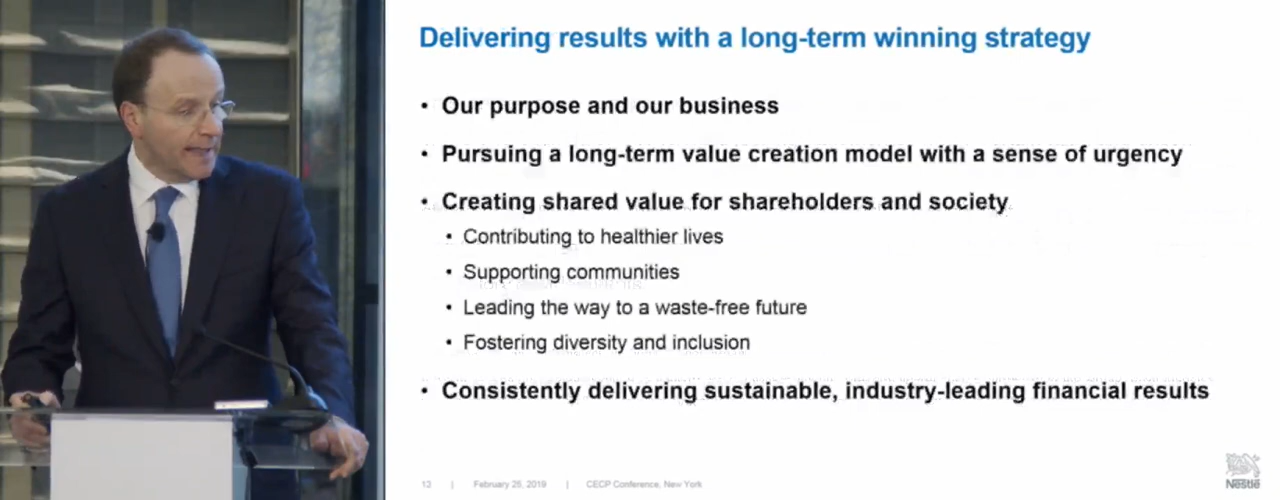 Delivering results with a long-term winning strategy
• Our purpose and our business
• Pursuing a long-term value creation model with a sense of urgency
• Creating shared value for shareholders and society
• Contributing to healthier lives
• Supporting communities
• Leading the way to a waste-free future
• Fostering diversity and inclusion
• Consistently delivering sustainable, industry-leading financial results
| February 25, 2019 | CECP Conference, New York
Nestlé